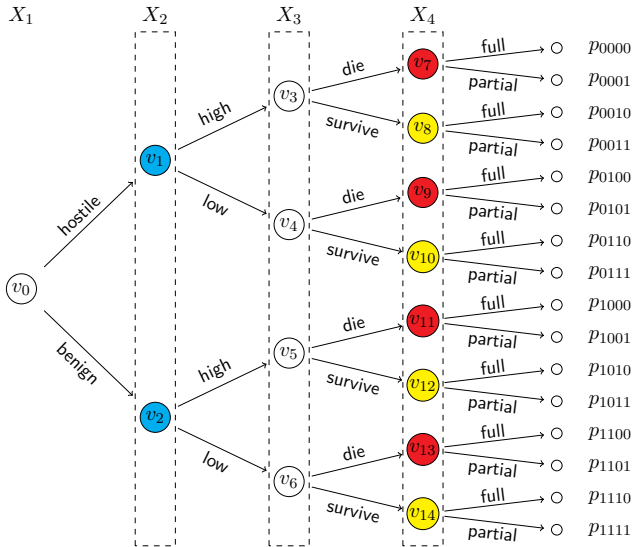 X1 X2 X3 X4
full p0000
v7
die partial p0001
v3
high full p0010
survive v8
partial p0011
v1
full p0100
hostile low die v9
partial p0101
v4
full p0110
survive v10
partial p0111
v0
full p1000
die v11
partial p1001
benign v5
high full p1010
survive v12
partial p1011
v2
full p1100
low die v13
partial p1101
v6
full p1110
survive v14
partial p1111